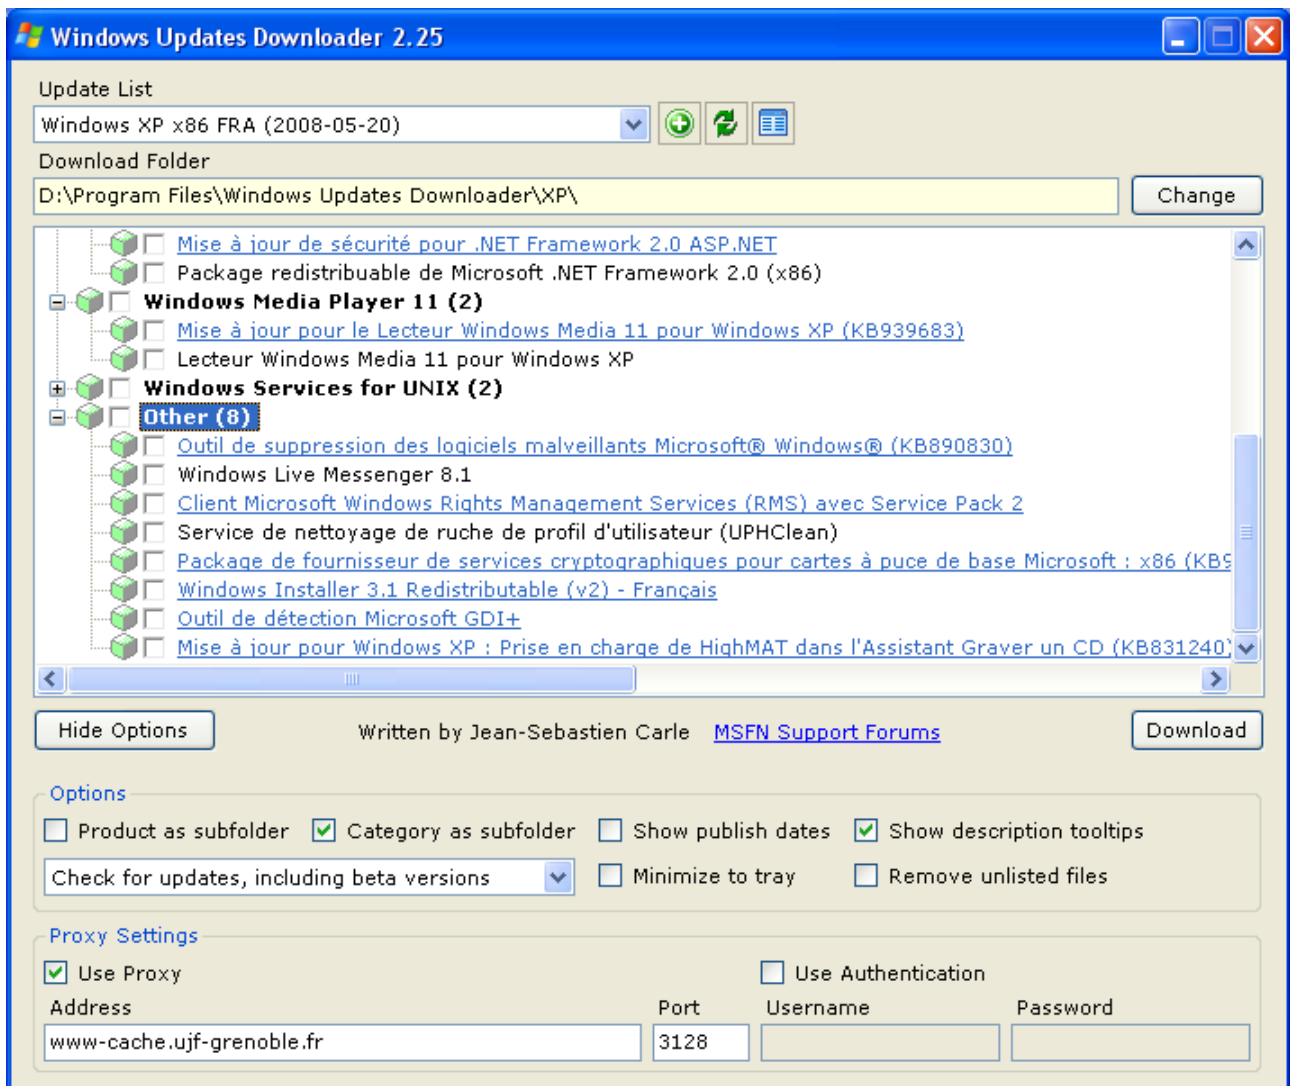 Windows Updates Downloader 2.25
Update List
Windows XP x86 FRA (2008-05-20)
Download Folder
D:\Program Files\Windows Updates Downloader\XP\
Change
Mise à jour de sécurité pour .NET Framework 2.0 ASP.NET
Package redistribuable de Microsoft .NET Framework 2.0 (x86)
Windows Media Player 11 (2)
Mise à jour pour le Lecteur Windows Media 11 pour Windows XP (KB939683)
Lecteur Windows Media 11 pour Windows XP
Windows Services for UNIX (2)
Other (8)
Outil de suppression des logiciels malveillants Microsoft® Windows® (KB890830)
Windows Live Messenger 8.1
Client Microsoft Windows Rights Management Services (RMS) avec Service Pack 2
Service de nettoyage de ruche de profil d'utilisateur (UPHClean)
Package de fournisseur de services cryptographiques pour cartes à puce de base Microsoft : x86 (KB9
Windows Installer 3.1 Redistributable (v2) - Français
Outil de détection Microsoft GDI+
Mise à jour pour Windows XP : Prise en charge de HighMAT dans l'Assistant Graver un CD (KB831240)
Hide Options
Written by Jean-Sebastien Carle MSFN Support Forums
Download
Options
Product as subfolder Category as subfolder Show publish dates Show description tooltips
Check for updates, including beta versions Minimize to tray Remove unlisted files
Proxy Settings
Use Proxy Use Authentication
Address Port Username Password
www-cache.ujf-grenoble.fr 3128